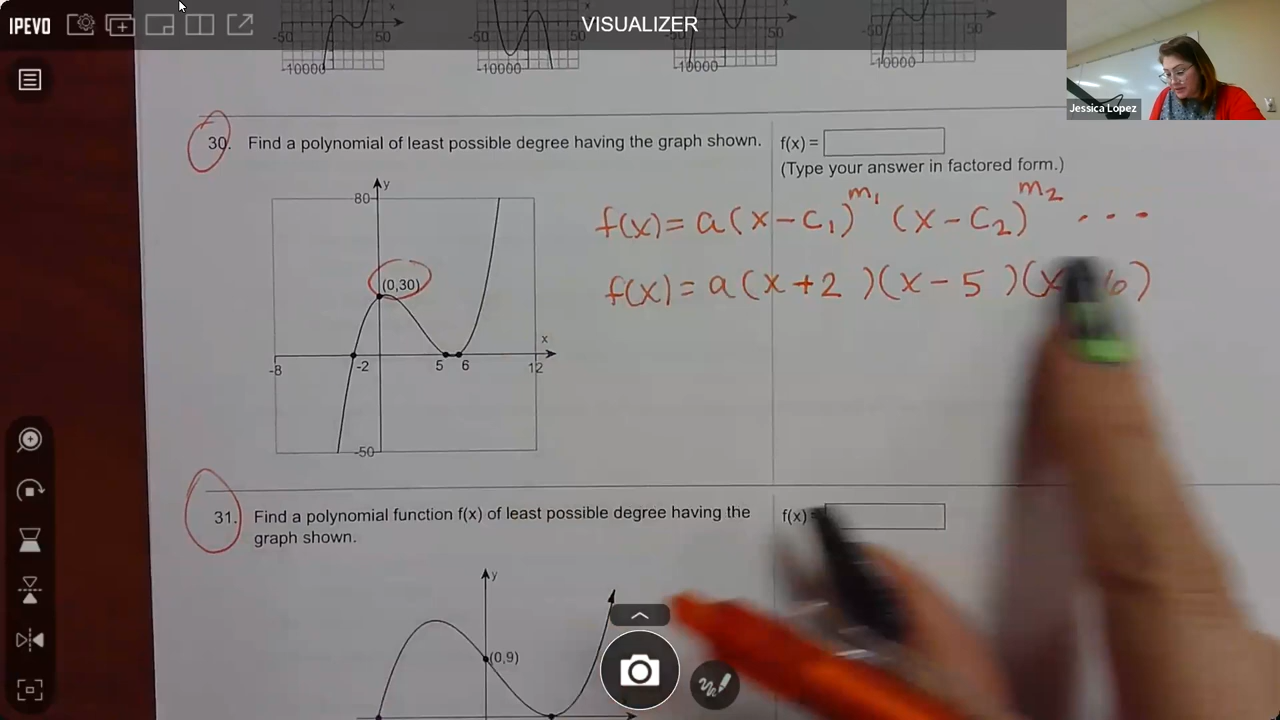 IPEVO
VISUALIZER
Jessica Lopez
x x x x
-50 50 -50 50 -50 50 -50 50
-10000 -10000 -10000 -10000
30. Find a polynomial of least possible degree having the graph shown.
f(x) =
(Type your answer in factored form.)
y
80
(0,30)
x
-8 -2 5 6 12
-50
f(x) = a(x-c₁)^m₁ (x-c₂)^m₂ ...
f(x) = a(x+2)(x-5)(x 6)
31. Find a polynomial function f(x) of least possible degree having the
graph shown.
f(x) =
y
(0,9)